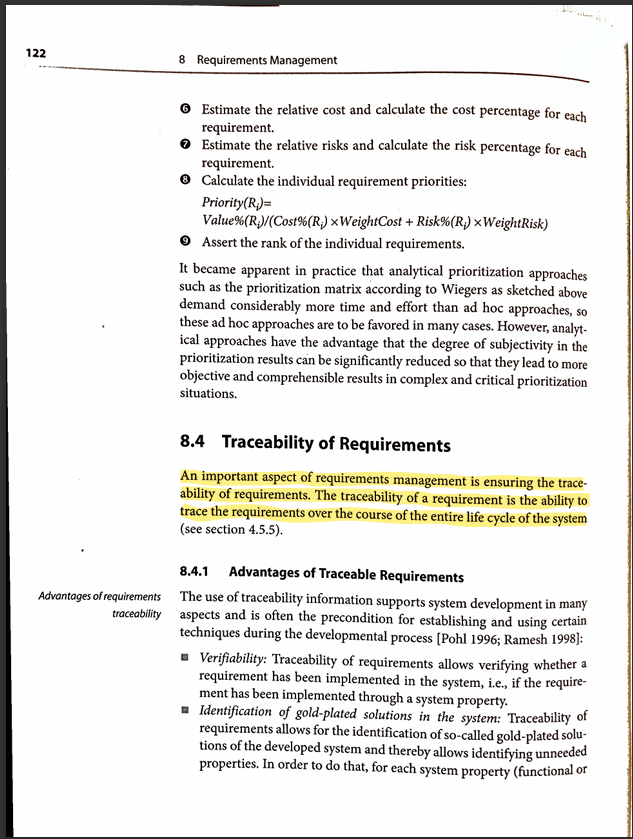 122
8 Requirements Management
❻ Estimate the relative cost and calculate the cost percentage for each
requirement.
❼ Estimate the relative risks and calculate the risk percentage for each
requirement.
❽ Calculate the individual requirement priorities:
Priority(Ri)=
Value%(Ri)/(Cost%(Ri) ×WeightCost + Risk%(Ri) ×WeightRisk)
❾ Assert the rank of the individual requirements.
It became apparent in practice that analytical prioritization approaches
such as the prioritization matrix according to Wiegers as sketched above
demand considerably more time and effort than ad hoc approaches, so
these ad hoc approaches are to be favored in many cases. However, analyt-
ical approaches have the advantage that the degree of subjectivity in the
prioritization results can be significantly reduced so that they lead to more
objective and comprehensible results in complex and critical prioritization
situations.
8.4 Traceability of Requirements
An important aspect of requirements management is ensuring the trace-
ability of requirements. The traceability of a requirement is the ability to
trace the requirements over the course of the entire life cycle of the system
(see section 4.5.5).
8.4.1 Advantages of Traceable Requirements
Advantages of requirements
traceability
The use of traceability information supports system development in many
aspects and is often the precondition for establishing and using certain
techniques during the developmental process [Pohl 1996; Ramesh 1998]:
■ Verifiability: Traceability of requirements allows verifying whether a
requirement has been implemented in the system, i.e., if the require-
ment has been implemented through a system property.
■ Identification of gold-plated solutions in the system: Traceability of
requirements allows for the identification of so-called gold-plated solu-
tions of the developed system and thereby allows identifying unneeded
properties. In order to do that, for each system property (functional or